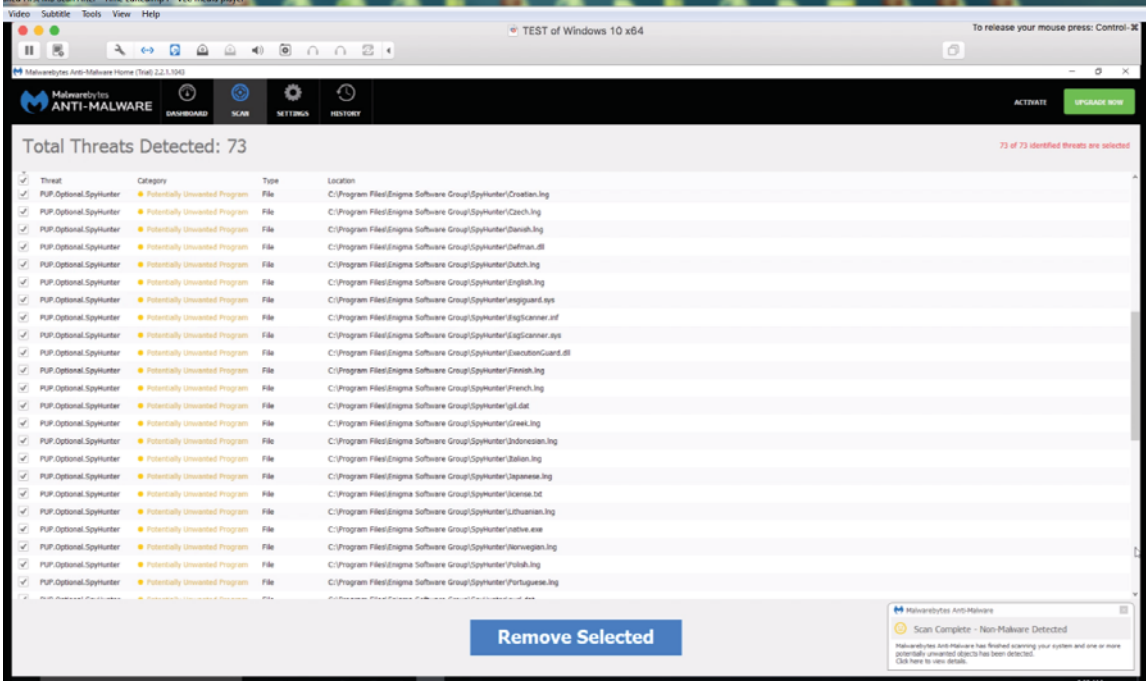 Video Subtitle Tools View Help
TEST of Windows 10 x64
To release your mouse press: Control-⌘
Malwarebytes Anti-Malware Home (Trial) 2.2.1.1043
Malwarebytes
ANTI-MALWARE
DASHBOARD
SCAN
SETTINGS
HISTORY
ACTIVATE
UPGRADE NOW
Total Threats Detected: 73
73 of 73 identified threats are selected
Threat Category Type Location
PUP.Optional.SpyHunter Potentially Unwanted Program File C:\Program Files\Enigma Software Group\SpyHunter\Croatian.lng
PUP.Optional.SpyHunter Potentially Unwanted Program File C:\Program Files\Enigma Software Group\SpyHunter\Czech.lng
PUP.Optional.SpyHunter Potentially Unwanted Program File C:\Program Files\Enigma Software Group\SpyHunter\Danish.lng
PUP.Optional.SpyHunter Potentially Unwanted Program File C:\Program Files\Enigma Software Group\SpyHunter\Defman.dll
PUP.Optional.SpyHunter Potentially Unwanted Program File C:\Program Files\Enigma Software Group\SpyHunter\Dutch.lng
PUP.Optional.SpyHunter Potentially Unwanted Program File C:\Program Files\Enigma Software Group\SpyHunter\English.lng
PUP.Optional.SpyHunter Potentially Unwanted Program File C:\Program Files\Enigma Software Group\SpyHunter\esgiguard.sys
PUP.Optional.SpyHunter Potentially Unwanted Program File C:\Program Files\Enigma Software Group\SpyHunter\EsgScanner.inf
PUP.Optional.SpyHunter Potentially Unwanted Program File C:\Program Files\Enigma Software Group\SpyHunter\EsgScanner.sys
PUP.Optional.SpyHunter Potentially Unwanted Program File C:\Program Files\Enigma Software Group\SpyHunter\ExecutionGuard.dll
PUP.Optional.SpyHunter Potentially Unwanted Program File C:\Program Files\Enigma Software Group\SpyHunter\Finnish.lng
PUP.Optional.SpyHunter Potentially Unwanted Program File C:\Program Files\Enigma Software Group\SpyHunter\French.lng
PUP.Optional.SpyHunter Potentially Unwanted Program File C:\Program Files\Enigma Software Group\SpyHunter\gil.dat
PUP.Optional.SpyHunter Potentially Unwanted Program File C:\Program Files\Enigma Software Group\SpyHunter\Greek.lng
PUP.Optional.SpyHunter Potentially Unwanted Program File C:\Program Files\Enigma Software Group\SpyHunter\Indonesian.lng
PUP.Optional.SpyHunter Potentially Unwanted Program File C:\Program Files\Enigma Software Group\SpyHunter\Italian.lng
PUP.Optional.SpyHunter Potentially Unwanted Program File C:\Program Files\Enigma Software Group\SpyHunter\Japanese.lng
PUP.Optional.SpyHunter Potentially Unwanted Program File C:\Program Files\Enigma Software Group\SpyHunter\license.txt
PUP.Optional.SpyHunter Potentially Unwanted Program File C:\Program Files\Enigma Software Group\SpyHunter\Lithuanian.lng
PUP.Optional.SpyHunter Potentially Unwanted Program File C:\Program Files\Enigma Software Group\SpyHunter\native.exe
PUP.Optional.SpyHunter Potentially Unwanted Program File C:\Program Files\Enigma Software Group\SpyHunter\Norwegian.lng
PUP.Optional.SpyHunter Potentially Unwanted Program File C:\Program Files\Enigma Software Group\SpyHunter\Polish.lng
PUP.Optional.SpyHunter Potentially Unwanted Program File C:\Program Files\Enigma Software Group\SpyHunter\Portuguese.lng
Remove Selected
Malwarebytes Anti-Malware
Scan Complete - Non-Malware Detected
Malwarebytes Anti-Malware has finished scanning your system and one or more
potentially unwanted objects has been detected.
Click here to view details.